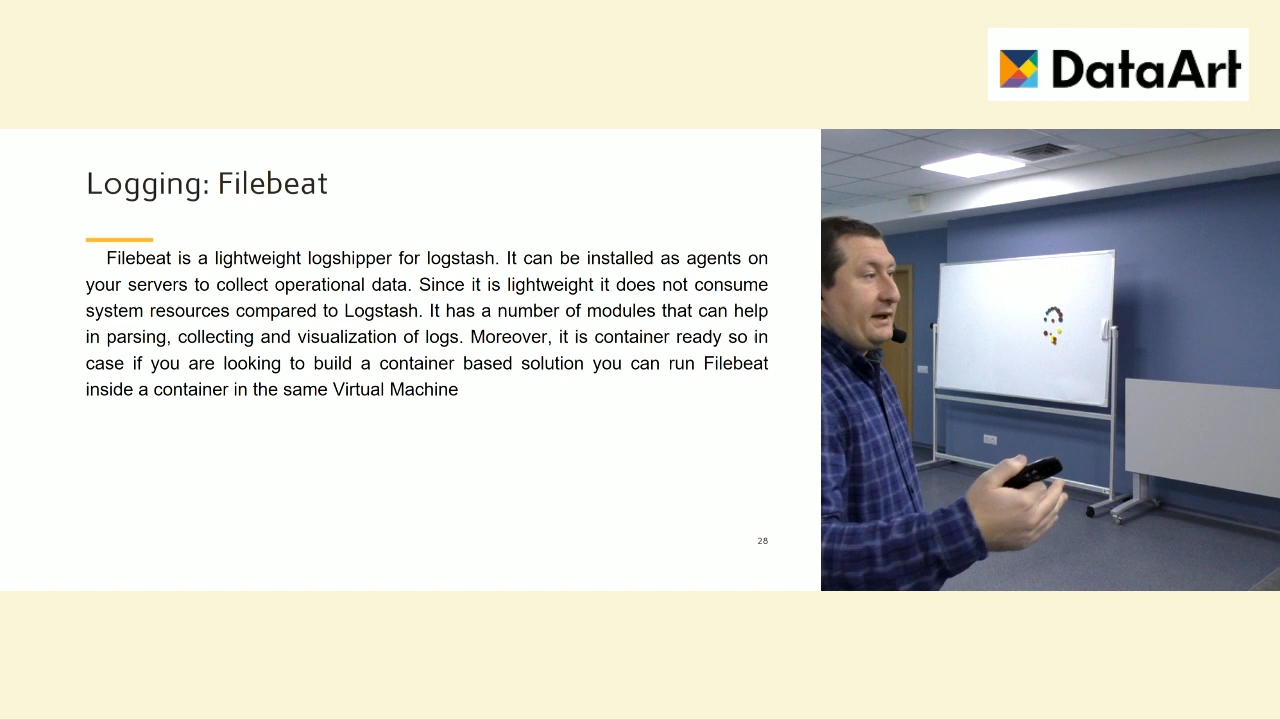 DataArt
Logging: Filebeat
Filebeat is a lightweight logshipper for logstash. It can be installed as agents on
your servers to collect operational data. Since it is lightweight it does not consume
system resources compared to Logstash. It has a number of modules that can help
in parsing, collecting and visualization of logs. Moreover, it is container ready so in
case if you are looking to build a container based solution you can run Filebeat
inside a container in the same Virtual Machine
28